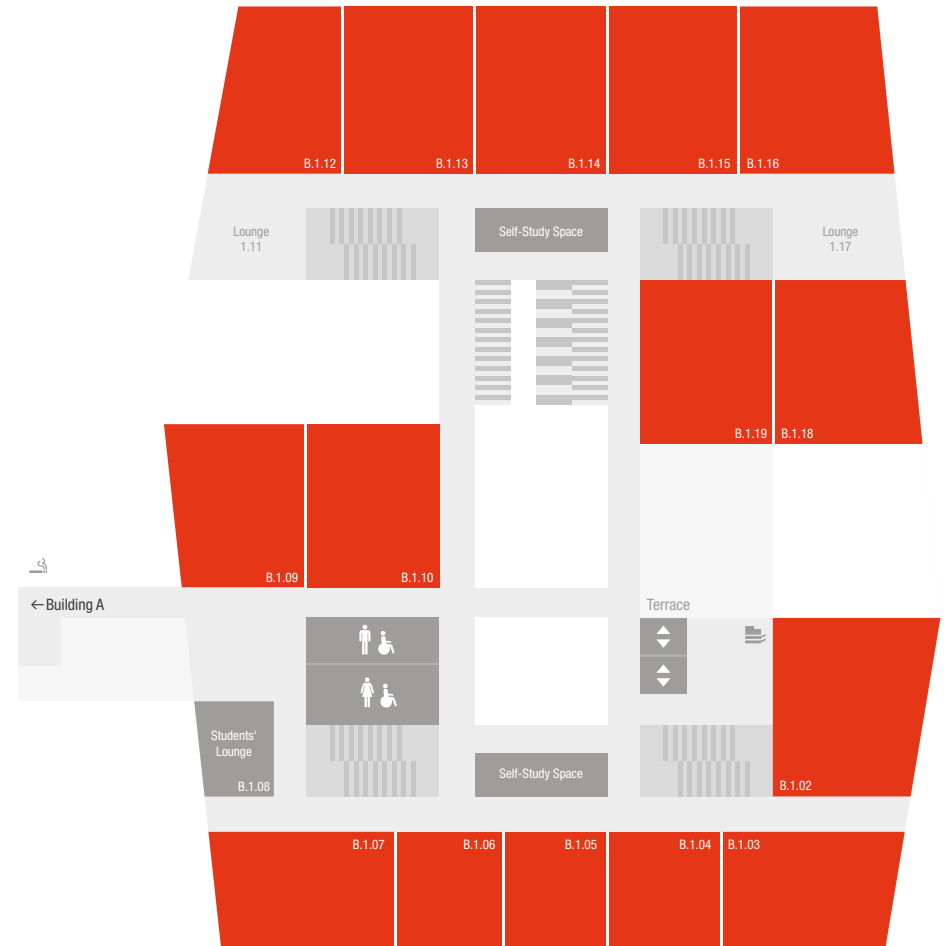 B.1.12
B.1.13
B.1.14
B.1.15
B.1.16
Lounge
1.11
Self-Study Space
Lounge
1.17
B.1.19
B.1.18
B.1.09
B.1.10
←Building A
Terrace
Students'
Lounge
B.1.08
Self-Study Space
B.1.02
B.1.07
B.1.06
B.1.05
B.1.04
B.1.03